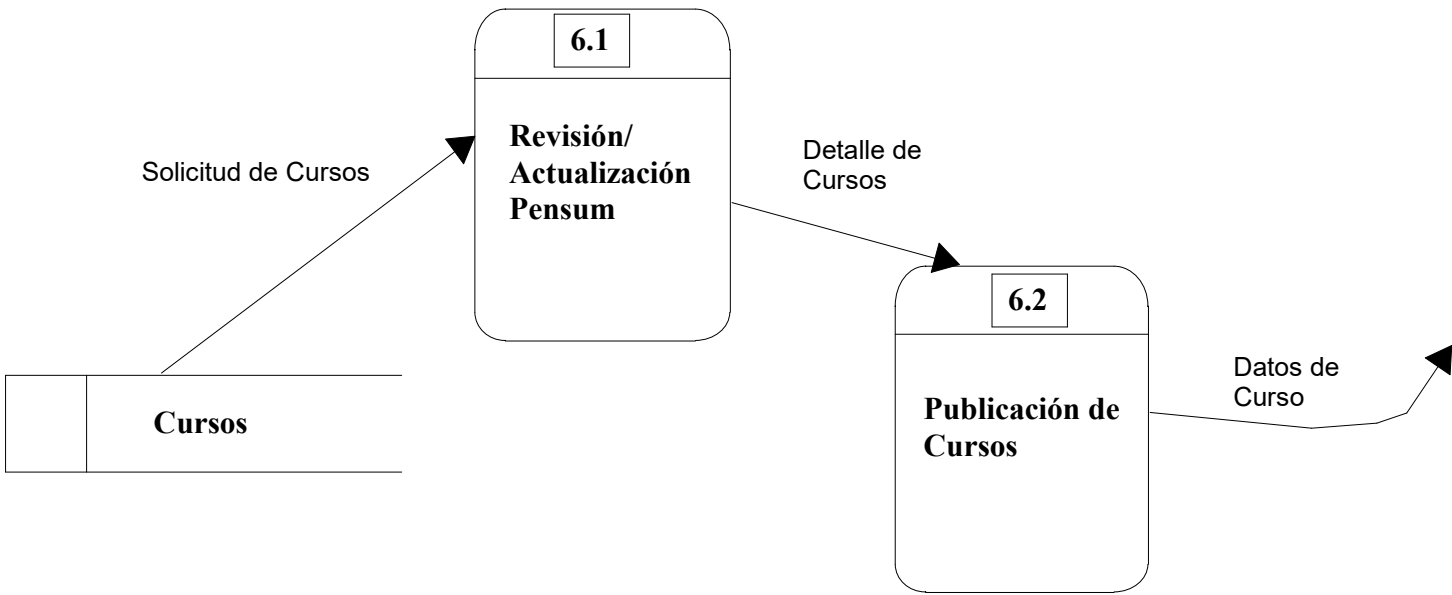 6.1
Revisión/
Actualización
Pensum
Solicitud de Cursos
Detalle de
Cursos
6.2
Publicación de
Cursos
Datos de
Curso
Cursos